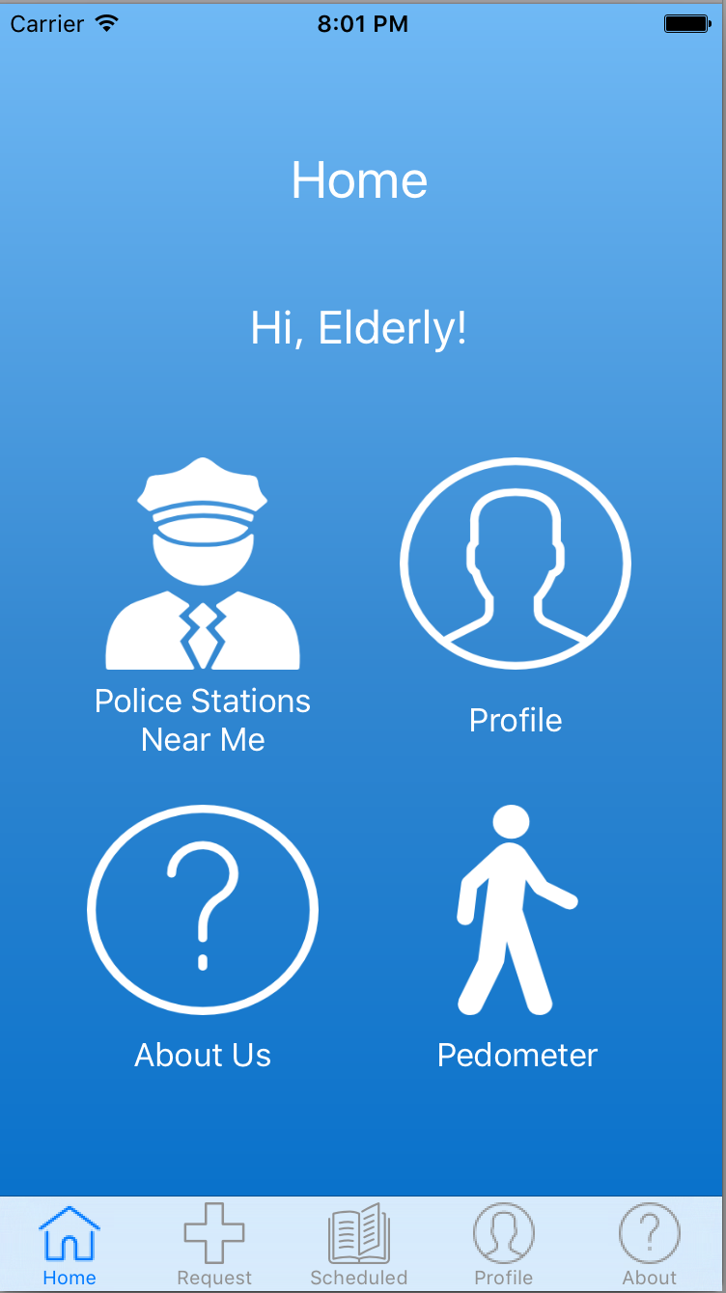 Carrier 8:01 PM
Home
Hi, Elderly!
Police Stations
Near Me
Profile
About Us
Pedometer
Home Request Scheduled Profile About